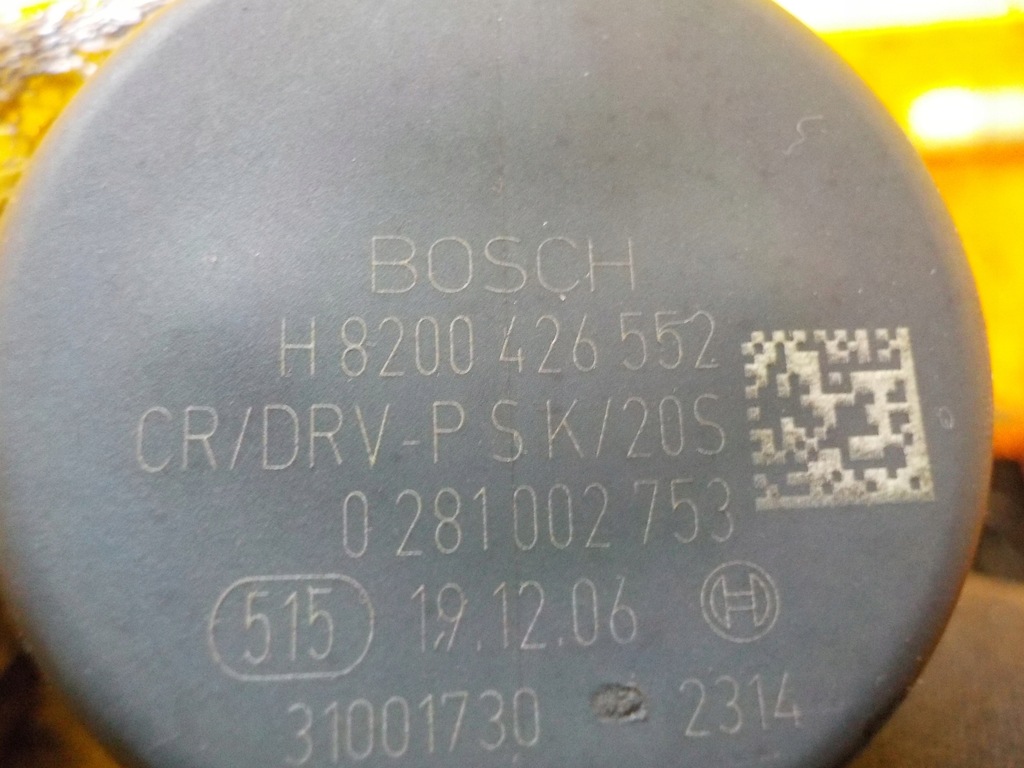 BOSCH
H 8200 426 552
CR/DRV-P S K/20S
0 281 002 753
515 19.12.06 H
31001730 2314